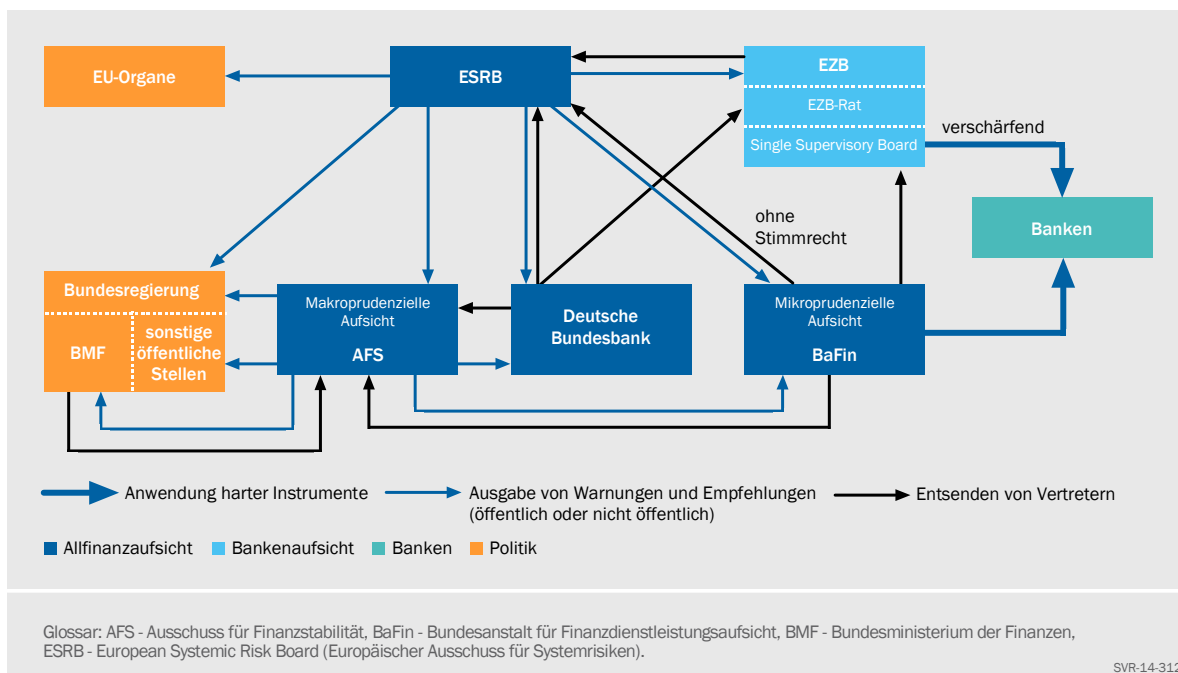 EU-Organe
ESRB
EZB
EZB-Rat
Single Supervisory Board
verschärfend
Banken
ohne
Stimmrecht
Bundesregierung
BMF
sonstige
öffentliche
Stellen
Makroprudenzielle
Aufsicht
AFS
Deutsche
Bundesbank
Mikroprudenzielle
Aufsicht
BaFin
Anwendung harter Instrumente
Ausgabe von Warnungen und Empfehlungen
(öffentlich oder nicht öffentlich)
Entsenden von Vertretern
Allfinanzaufsicht
Bankenaufsicht
Banken
Politik
Glossar: AFS - Ausschuss für Finanzstabilität, BaFin - Bundesanstalt für Finanzdienstleistungsaufsicht, BMF - Bundesministerium der Finanzen,
ESRB - European Systemic Risk Board (Europäischer Ausschuss für Systemrisiken).
SVR-14-312